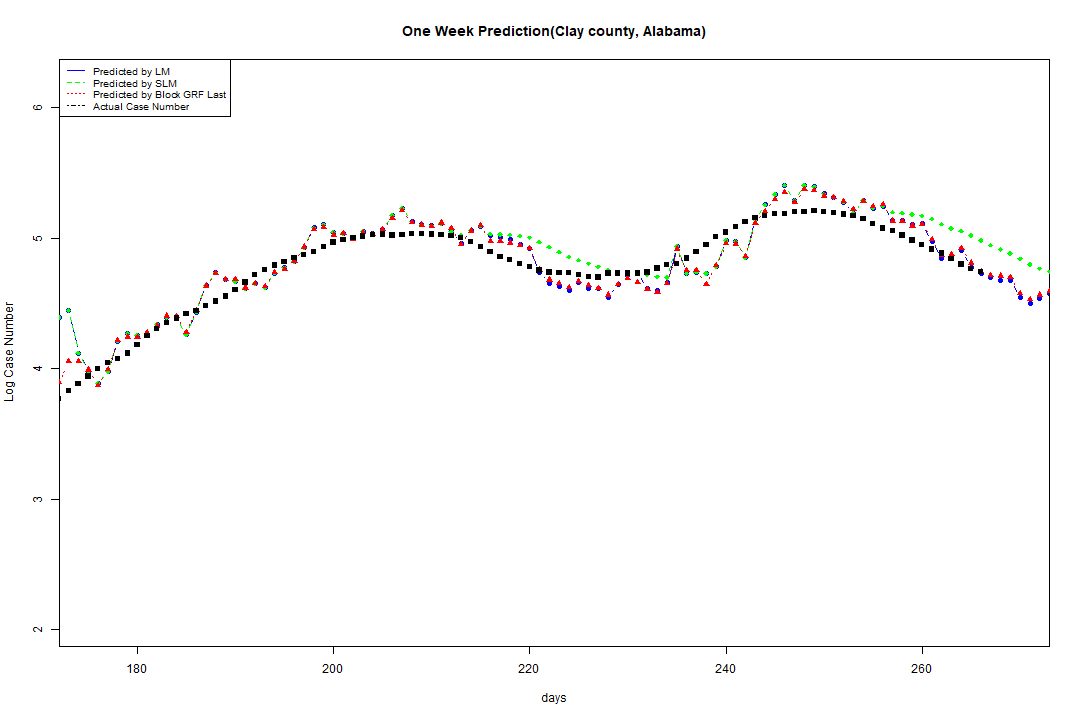 One Week Prediction(Clay county, Alabama)
Predicted by LM
Predicted by SLM
Predicted by Block GRF Last
Actual Case Number
6
5
4
3
2
Log Case Number
180 200 220 240 260
days